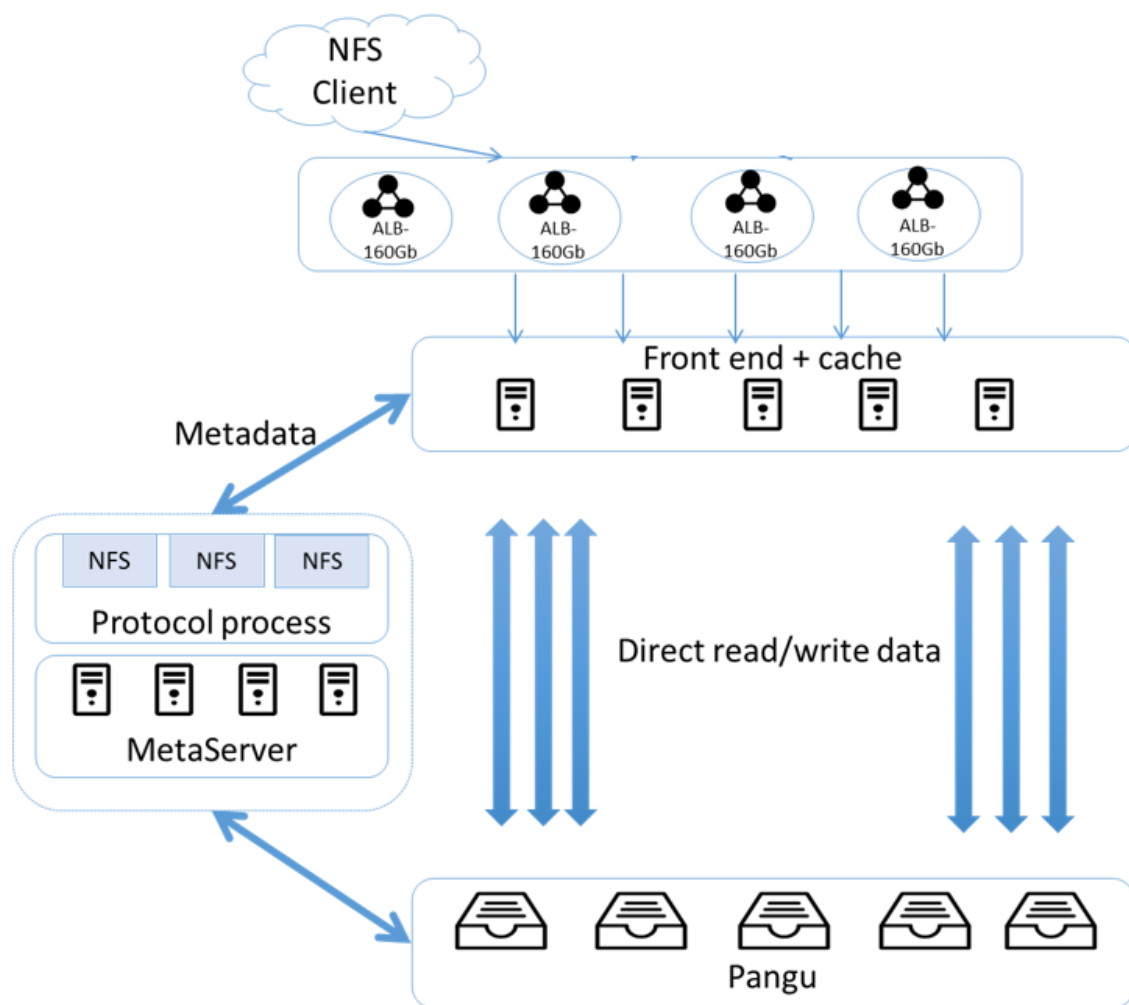 NFS
Client
ALB-
160Gb
ALB-
160Gb
ALB-
160Gb
ALB-
160Gb
Front end + cache
Metadata
NFS
NFS
NFS
Protocol process
Direct read/write data
MetaServer
Pangu